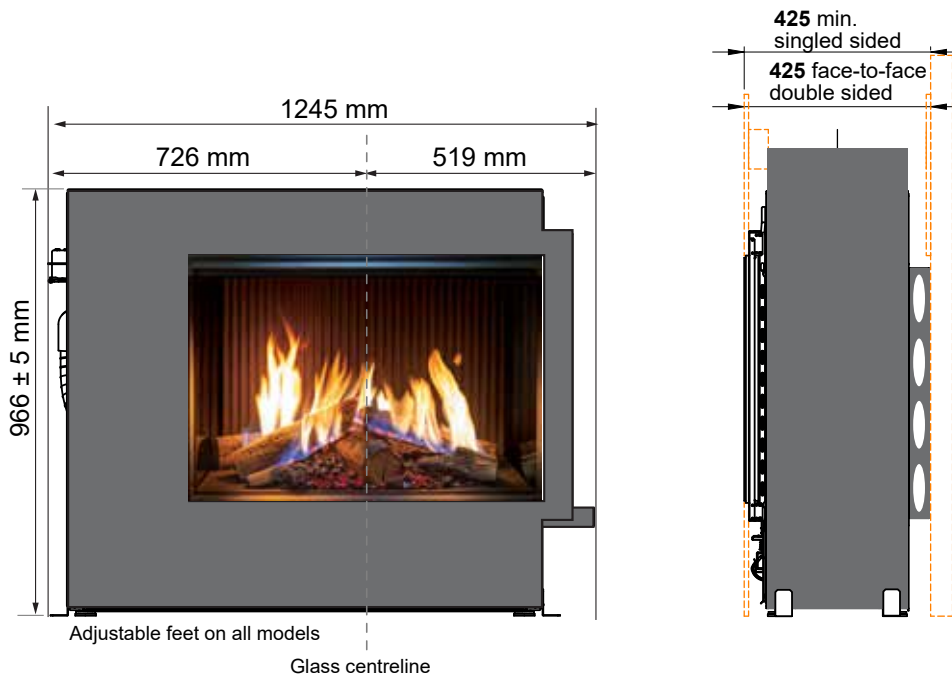 425 min.
singled sided
425 face-to-face
double sided
1245 mm
726 mm
519 mm
966 ± 5 mm
Adjustable feet on all models
Glass centreline